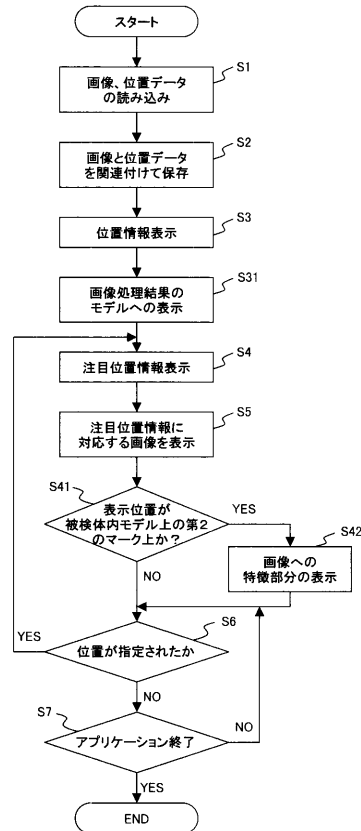 スタート
画像、位置データ
の読み込み
S1
画像と位置データ
を関連付けて保存
S2
位置情報表示
S3
画像処理結果の
モデルへの表示
S31
注目位置情報表示
S4
注目位置情報に
対応する画像を表示
S5
S41
表示位置が
被検体内モデル上の第2
のマーク上か?
YES
S42
画像への
特徴部分の表示
NO
S6
位置が指定されたか
YES
NO
S7
アプリケーション終了
NO
YES
END